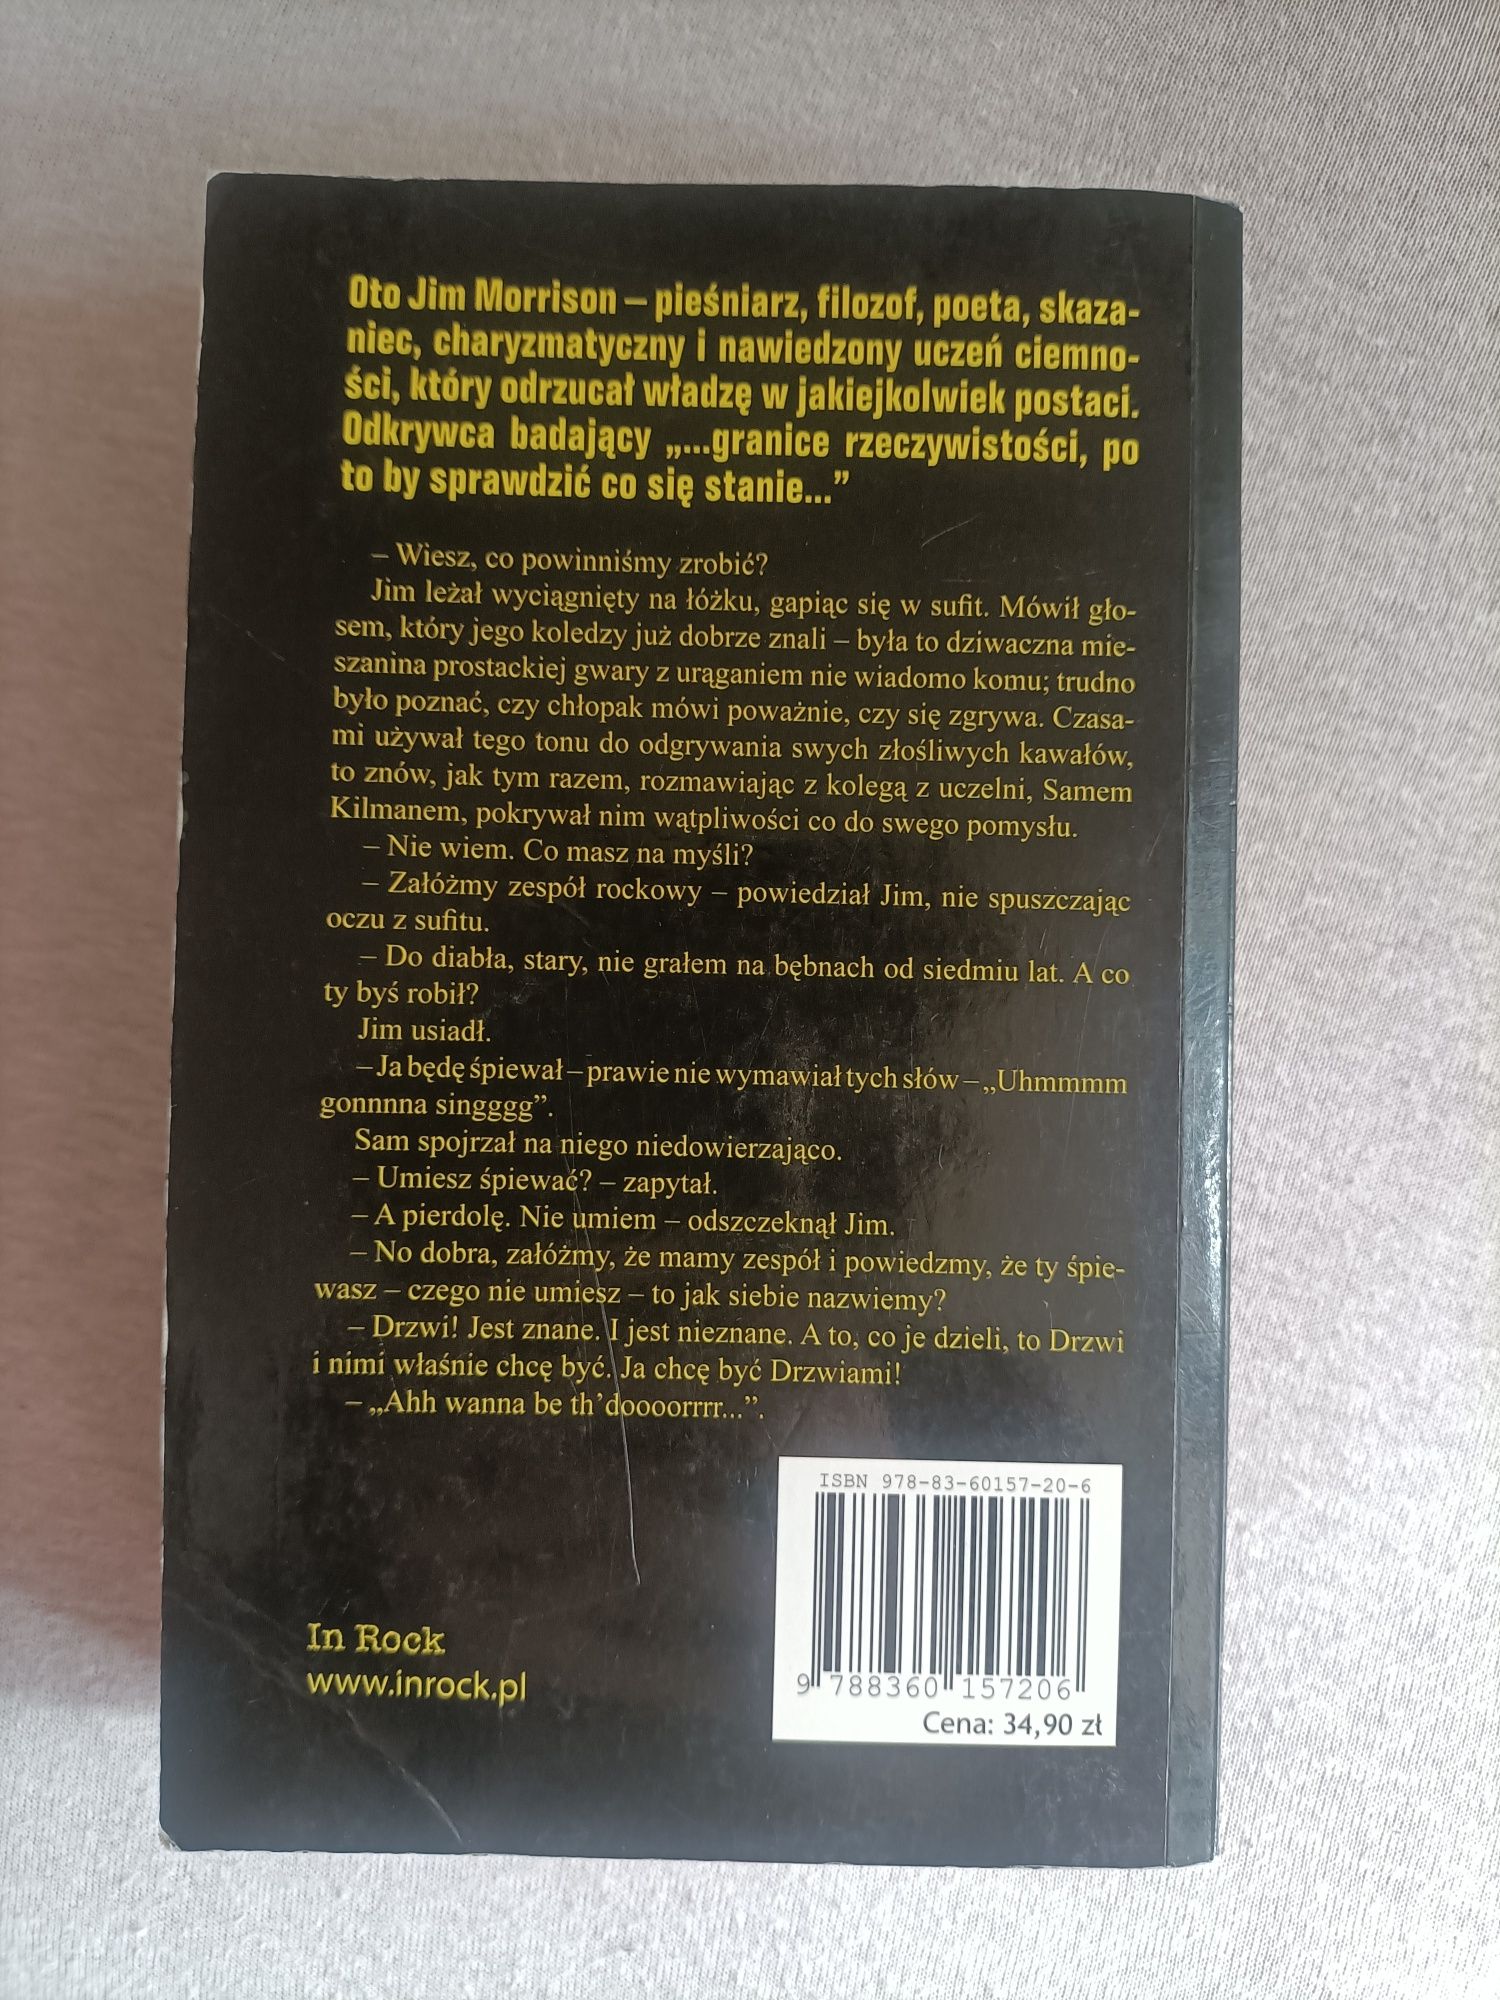 Oto Jim Morrison – pieśniarz, filozof, poeta, skaza-
niec, charyzmatyczny i nawiedzony uczeń ciemno-
ści, który odrzucał władzę w jakiejkolwiek postaci.
Odkrywca badający „...granice rzeczywistości, po
to by sprawdzić co się stanie...”
– Wiesz, co powinniśmy zrobić?
Jim leżał wyciągnięty na łóżku, gapiąc się w sufit. Mówił gło-
sem, który jego koledzy już dobrze znali – była to dziwaczna mie-
szanina prostackiej gwary z urąganiem nie wiadomo komu; trudno
było poznać, czy chłopak mówi poważnie, czy się zgrywa. Czasa-
mi używał tego tonu do odgrywania swych złośliwych kawałów,
to znów, jak tym razem, rozmawiając z kolegą z uczelni, Samem
Kilmanem, pokrywał nim wątpliwości co do swego pomysłu.
– Nie wiem. Co masz na myśli?
– Załóżmy zespół rockowy – powiedział Jim, nie spuszczając
oczu z sufitu.
– Do diabła, stary, nie grałem na bębnach od siedmiu lat. A co
ty byś robił?
Jim usiadł.
– Ja będę śpiewał – prawie nie wymawiał tych słów – „Uhmmmm
gonnnna singggg”.
Sam spojrzał na niego niedowierzająco.
– Umiesz śpiewać? – zapytał.
– A pierdolę. Nie umiem – odszczeknął Jim.
– No dobra, załóżmy, że mamy zespół i powiedzmy, że ty śpie-
wasz – czego nie umiesz – to jak siebie nazwiemy?
– Drzwi! Jest znane. I jest nieznane. A to, co je dzieli, to Drzwi
i nimi właśnie chcę być. Ja chcę być Drzwiami!
– „Ahh wanna be th’doooorrrr...”.
ISBN 978-83-60157-20-6
9 788360 157206
Cena: 34,90 zł
In Rock
www.inrock.pl